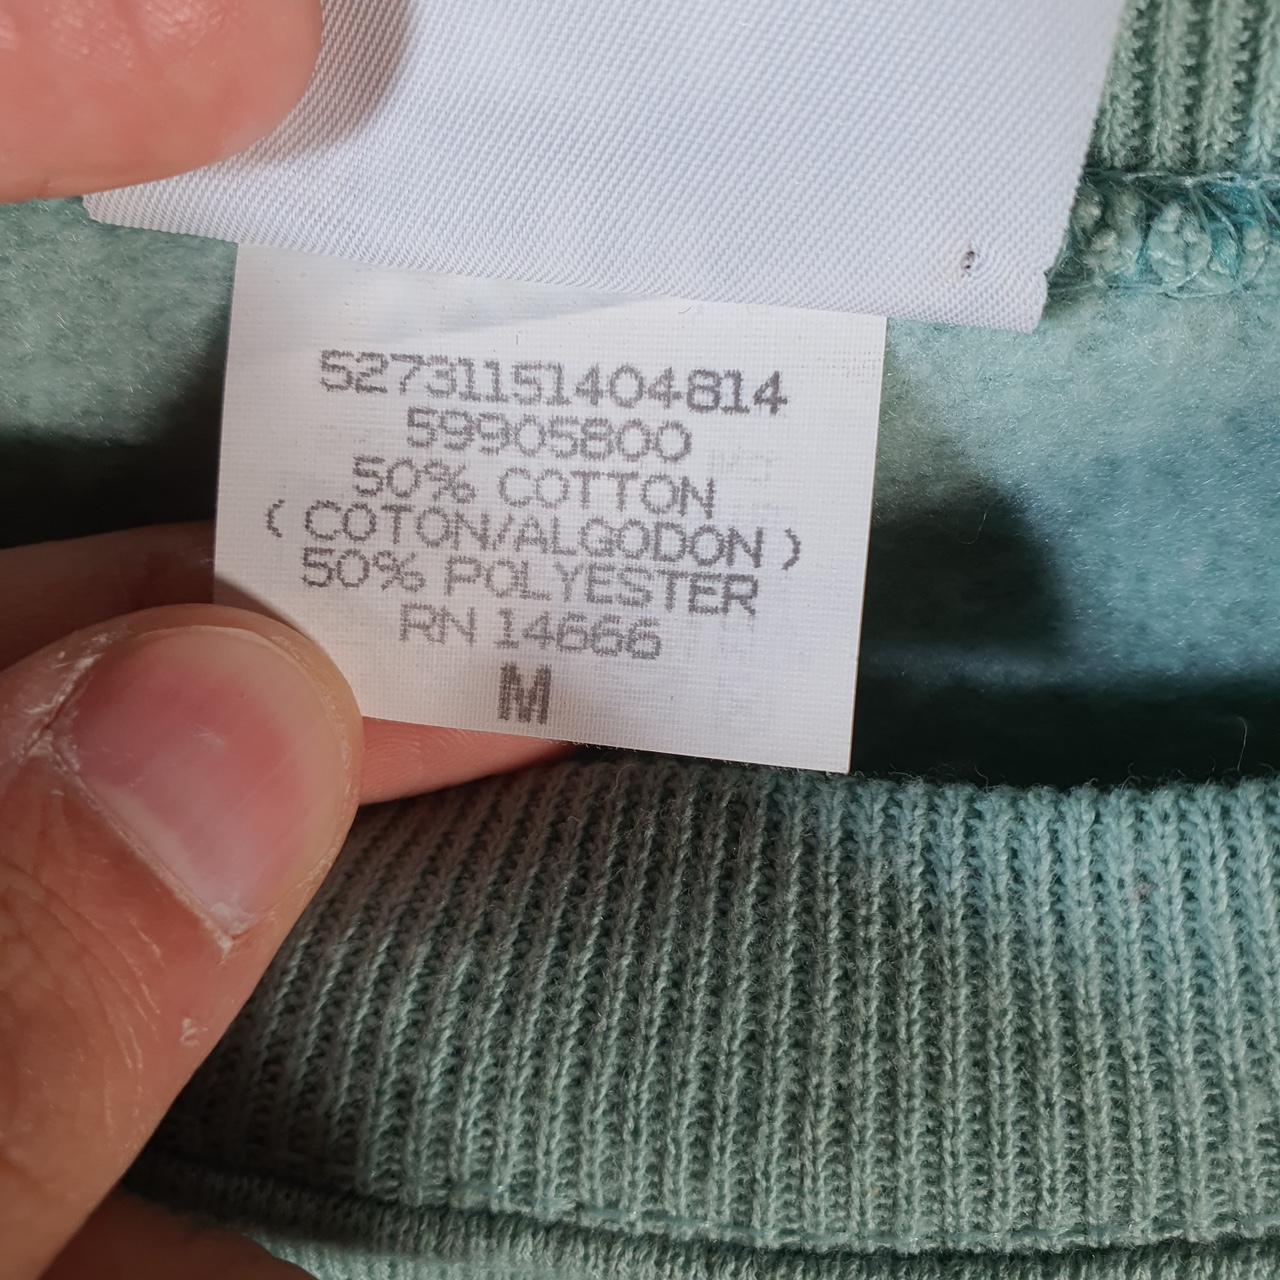 52731151404814
59905800
50% COTTON
( COTON/ALGODON )
50% POLYESTER
RN 14666
M